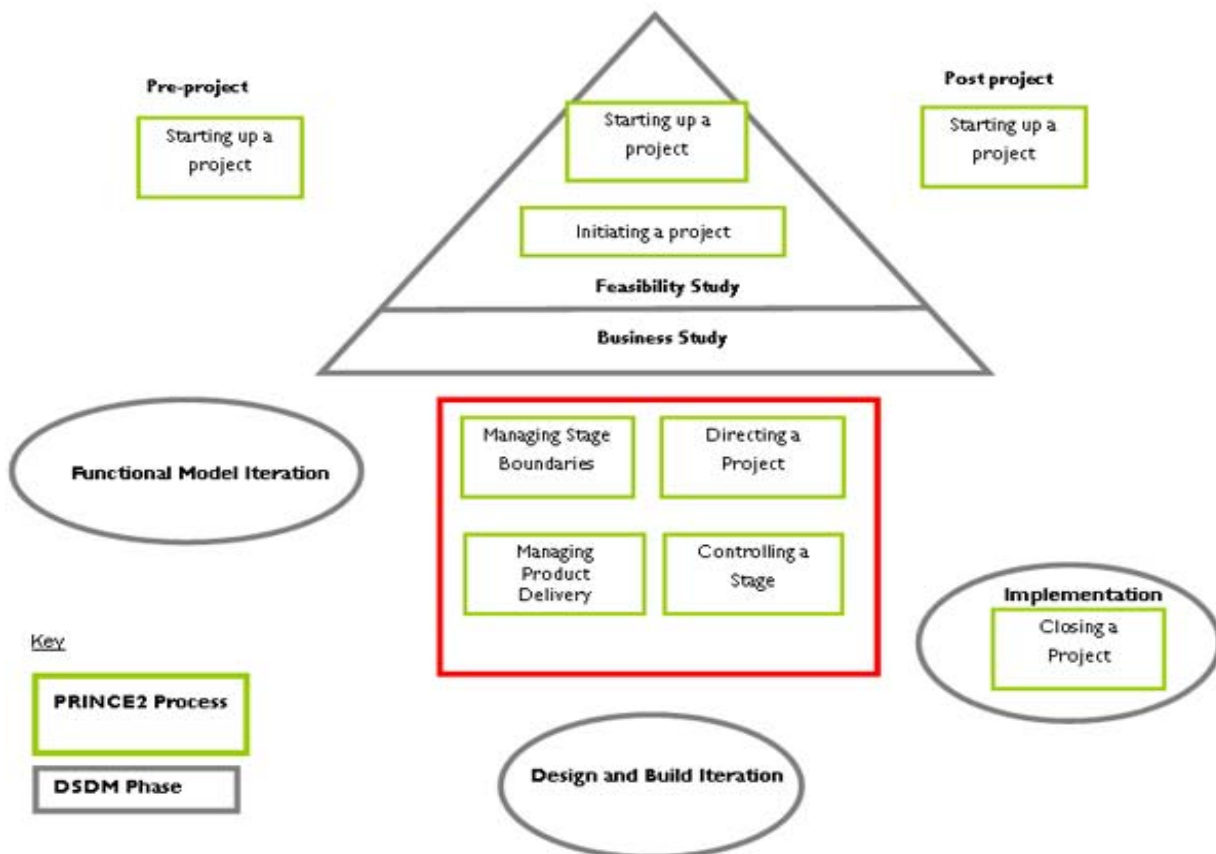 Pre-project
Starting up a
project
Starting up a
project
Post project
Starting up a
project
Initiating a project
Feasibility Study
Business Study
Functional Model Iteration
Managing Stage
Boundaries
Directing a
Project
Managing
Product
Delivery
Controlling a
Stage
Implementation
Closing a
Project
Key
PRINCE2 Process
DSDM Phase
Design and Build Iteration